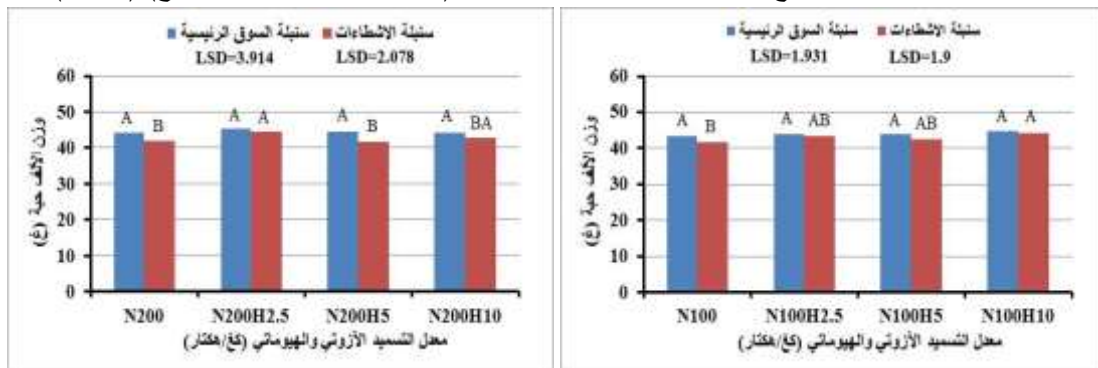 سنبلة السوق الرئيسية سنبلة الاشطاءات
LSD=3.914 LSD=2.078
وزن الألف حبة (غ)
60
50
40
30
20
10
0
A B A A A B A BA
N200 N200H2.5 N200H5 N200H10
معدل التسميد الأزوتي والهيوماتي (كغ/هكتار)
سنبلة السوق الرئيسية سنبلة الاشطاءات
LSD=1.931 LSD=1.9
وزن الألف حبة (غ)
60
50
40
30
20
10
0
A B A AB A AB A A
N100 N100H2.5 N100H5 N100H10
معدل التسميد الأزوتي والهيوماتي (كغ/هكتار)